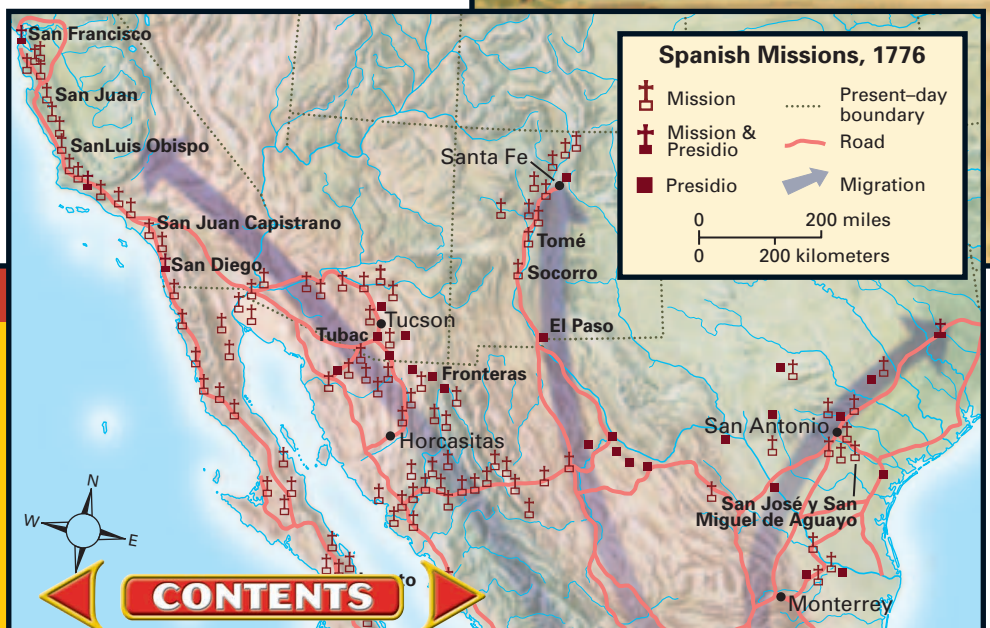 San Francisco
San Juan
SanLuis Obispo
San Juan Capistrano
San Diego
Tubac
Tucson
Fronteras
Horcasitas
Santa Fe
Tomé
Socorro
El Paso
San Antonio
San José y San
Miguel de Aguayo
Monterrey
Spanish Missions, 1776
Mission
Mission &
Presidio
Presidio
Present–day
boundary
Road
Migration
0 200 miles
0 200 kilometers
N
W
E
S
CONTENTS